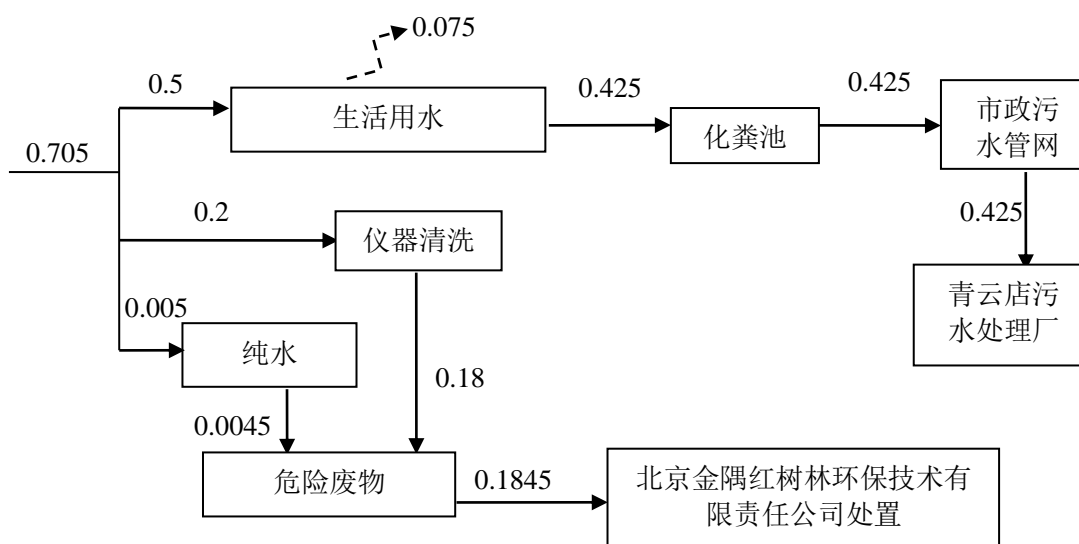 0.075
0.5
生活用水
0.425
化粪池
0.425
市政污
水管网
0.705
0.425
0.2
仪器清洗
青云店污
水处理厂
0.005
纯水
0.18
0.0045
危险废物
0.1845
北京金隅红树林环保技术有
限责任公司处置